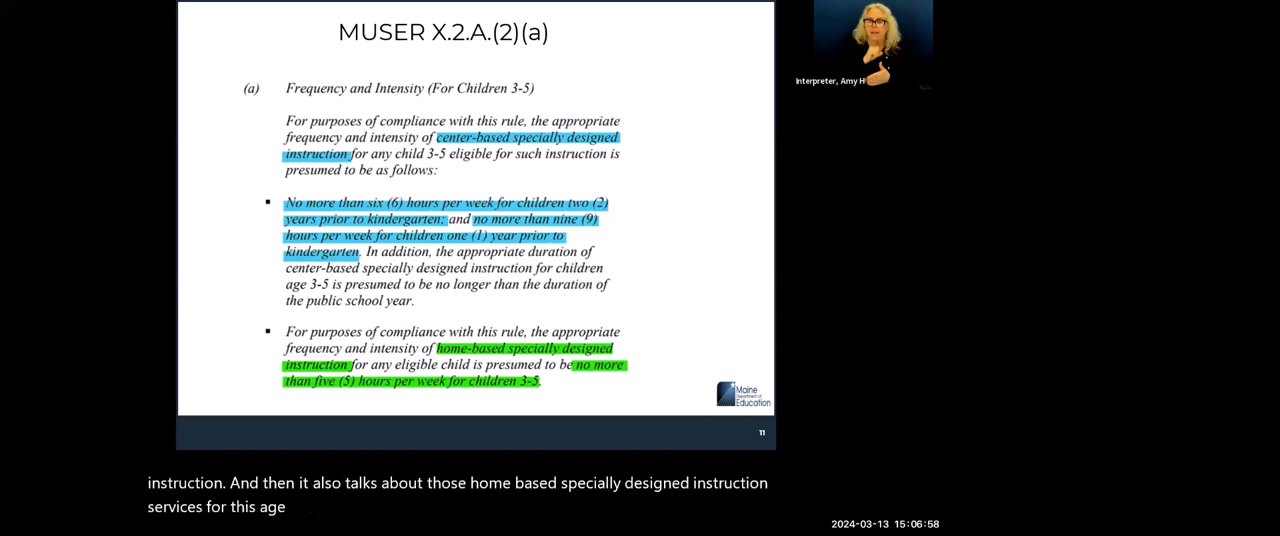 MUSER X.2.A.(2)(a)
(a) Frequency and Intensity (For Children 3-5)
For purposes of compliance with this rule, the appropriate
frequency and intensity of center-based specially designed
instruction for any child 3-5 eligible for such instruction is
presumed to be as follows:
▪ No more than six (6) hours per week for children two (2)
years prior to kindergarten; and no more than nine (9)
hours per week for children one (1) year prior to
kindergarten. In addition, the appropriate duration of
center-based specially designed instruction for children
age 3-5 is presumed to be no longer than the duration of
the public school year.
▪ For purposes of compliance with this rule, the appropriate
frequency and intensity of home-based specially designed
instruction for any eligible child is presumed to be no more
than five (5) hours per week for children 3-5.
Maine
Department of
Education
11
Interpreter, Amy H
instruction. And then it also talks about those home based specially designed instruction
services for this age
2024-03-13 15:06:58